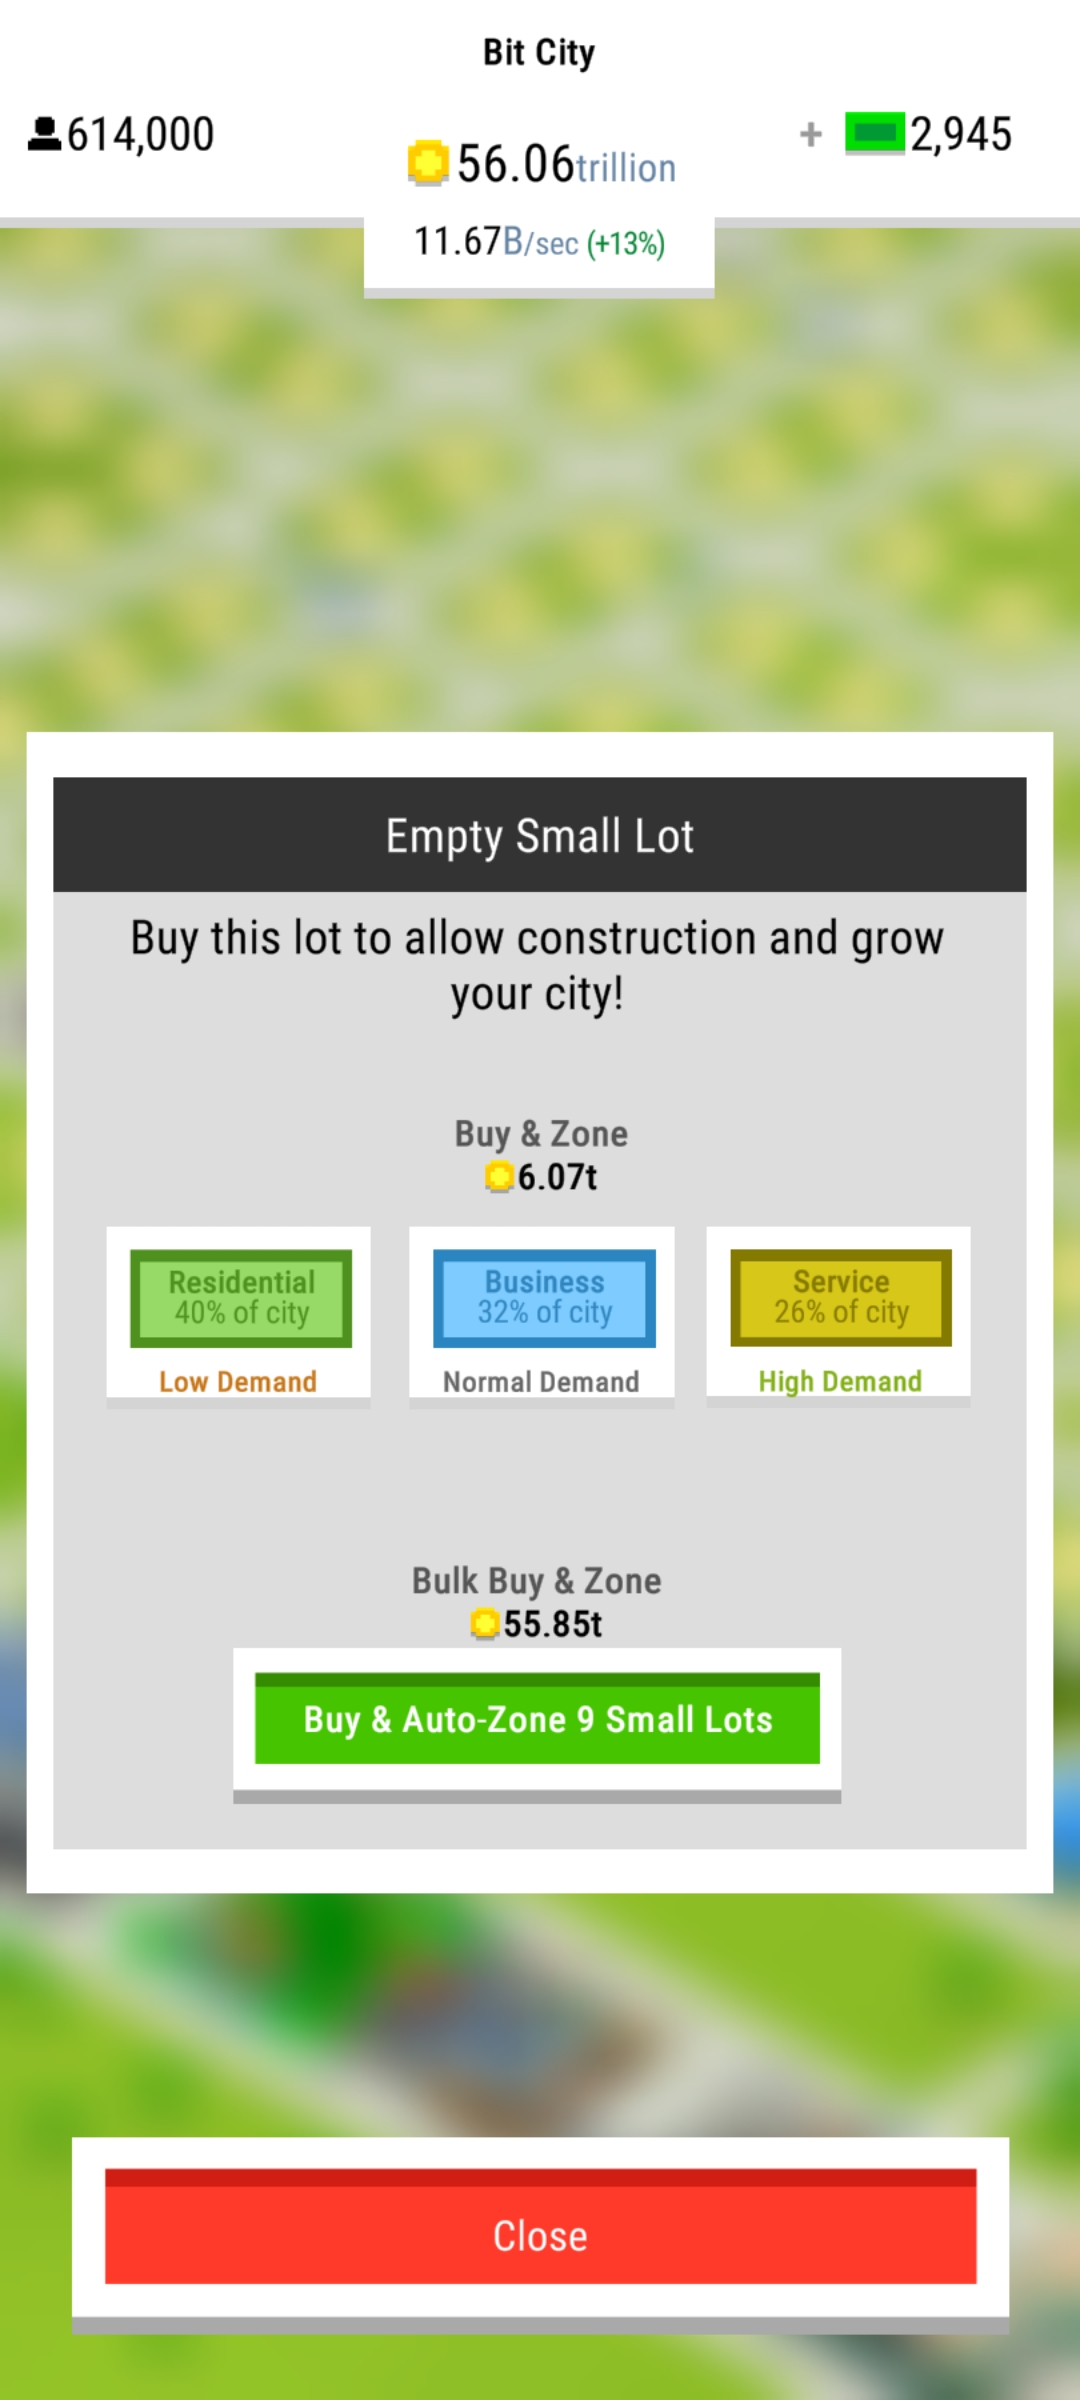 Bit City
614,000
56.06trillion
+ 2,945
11.67B/sec (+13%)
Empty Small Lot
Buy this lot to allow construction and grow
your city!
Buy & Zone
6.07t
Residential
40% of city
Low Demand
Business
32% of city
Normal Demand
Service
26% of city
High Demand
Bulk Buy & Zone
55.85t
Buy & Auto-Zone 9 Small Lots
Close